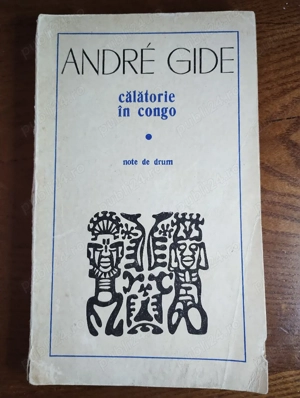 ANDRÉ GIDE
călătorie
în congo
note de drum